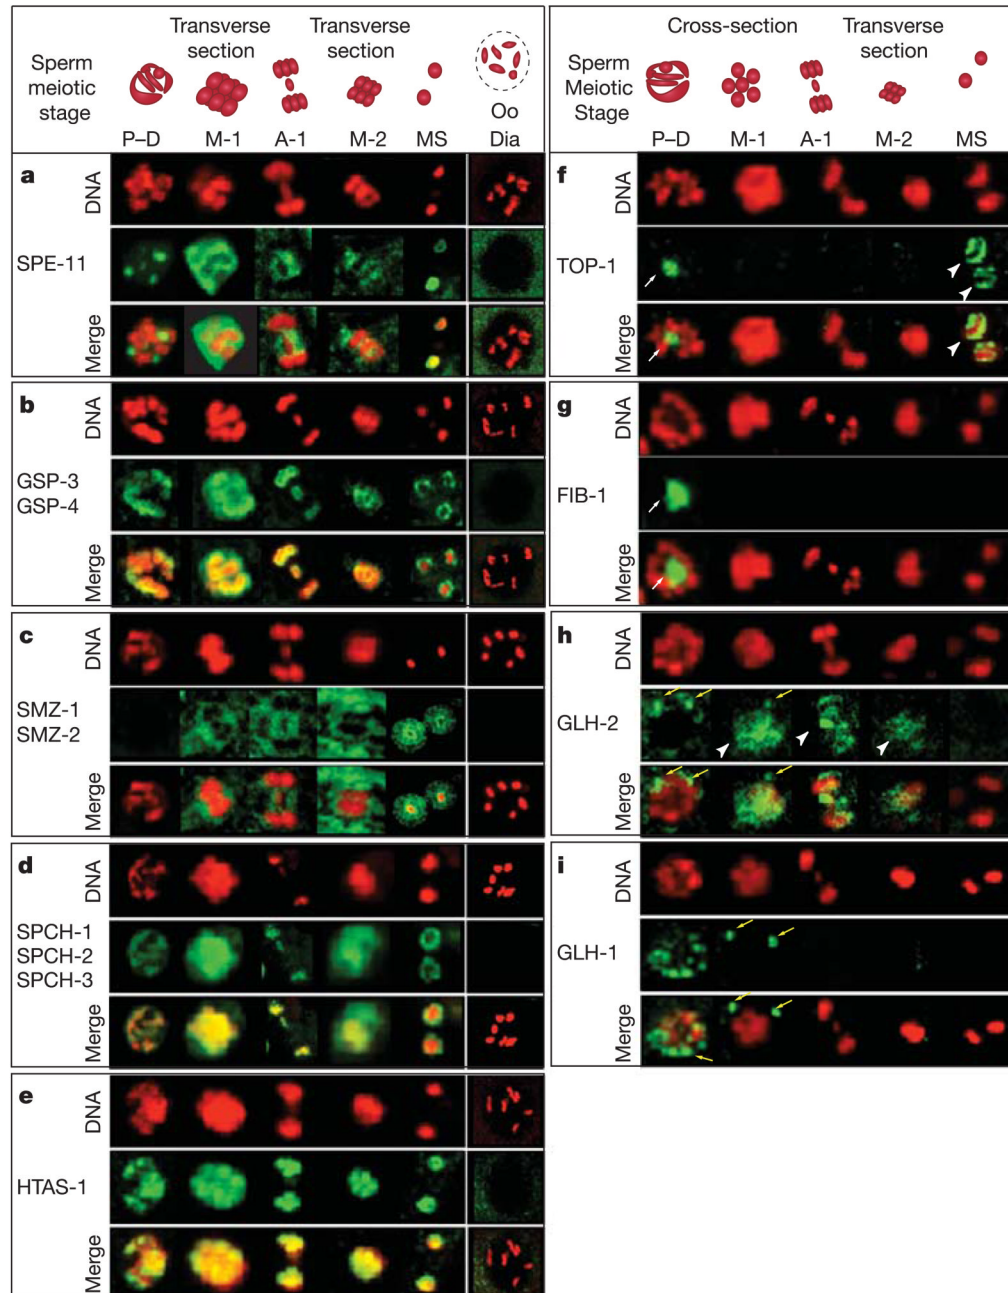 Transverse
section
Transverse
section
Sperm
meiotic
stage
Oo
P–D
M-1
A-1
M-2
MS
Dia
a
DNA
SPE-11
Merge
b
DNA
GSP-3
GSP-4
Merge
c
DNA
SMZ-1
SMZ-2
Merge
d
DNA
SPCH-1
SPCH-2
SPCH-3
Merge
e
DNA
HTAS-1
Merge
Cross-section
Transverse
section
Sperm
Meiotic
Stage
P–D
M-1
A-1
M-2
MS
f
DNA
TOP-1
Merge
g
DNA
FIB-1
Merge
h
DNA
GLH-2
Merge
i
DNA
GLH-1
Merge